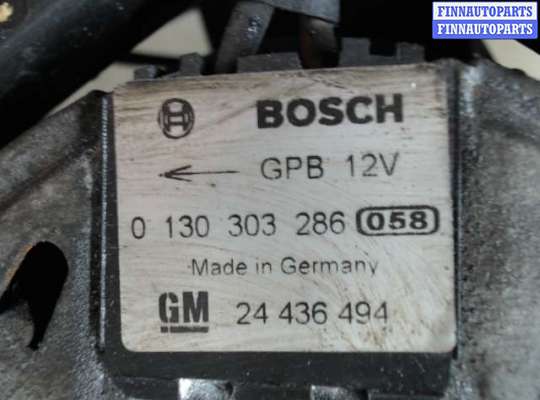 FINNAUTOPARTS
FINNAUTOPARTS
BOSCH
GPB 12V
0 130 303 286 058
Made in Germany
GM 24 436 494